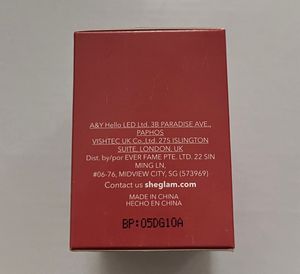 A&Y Hello LED Ltd. 3B PARADISE AVE.,
PAPHOS
VISHTEC UK Co.,Ltd. 275 ISLINGTON
SUITE, LONDON, UK
Dist. by/por EVER FAME PTE. LTD. 22 SIN
MING LN,
#06-76, MIDVIEW CITY, SG (573969)
Contact us sheglam.com
MADE IN CHINA
HECHO EN CHINA
BP:05DG10A